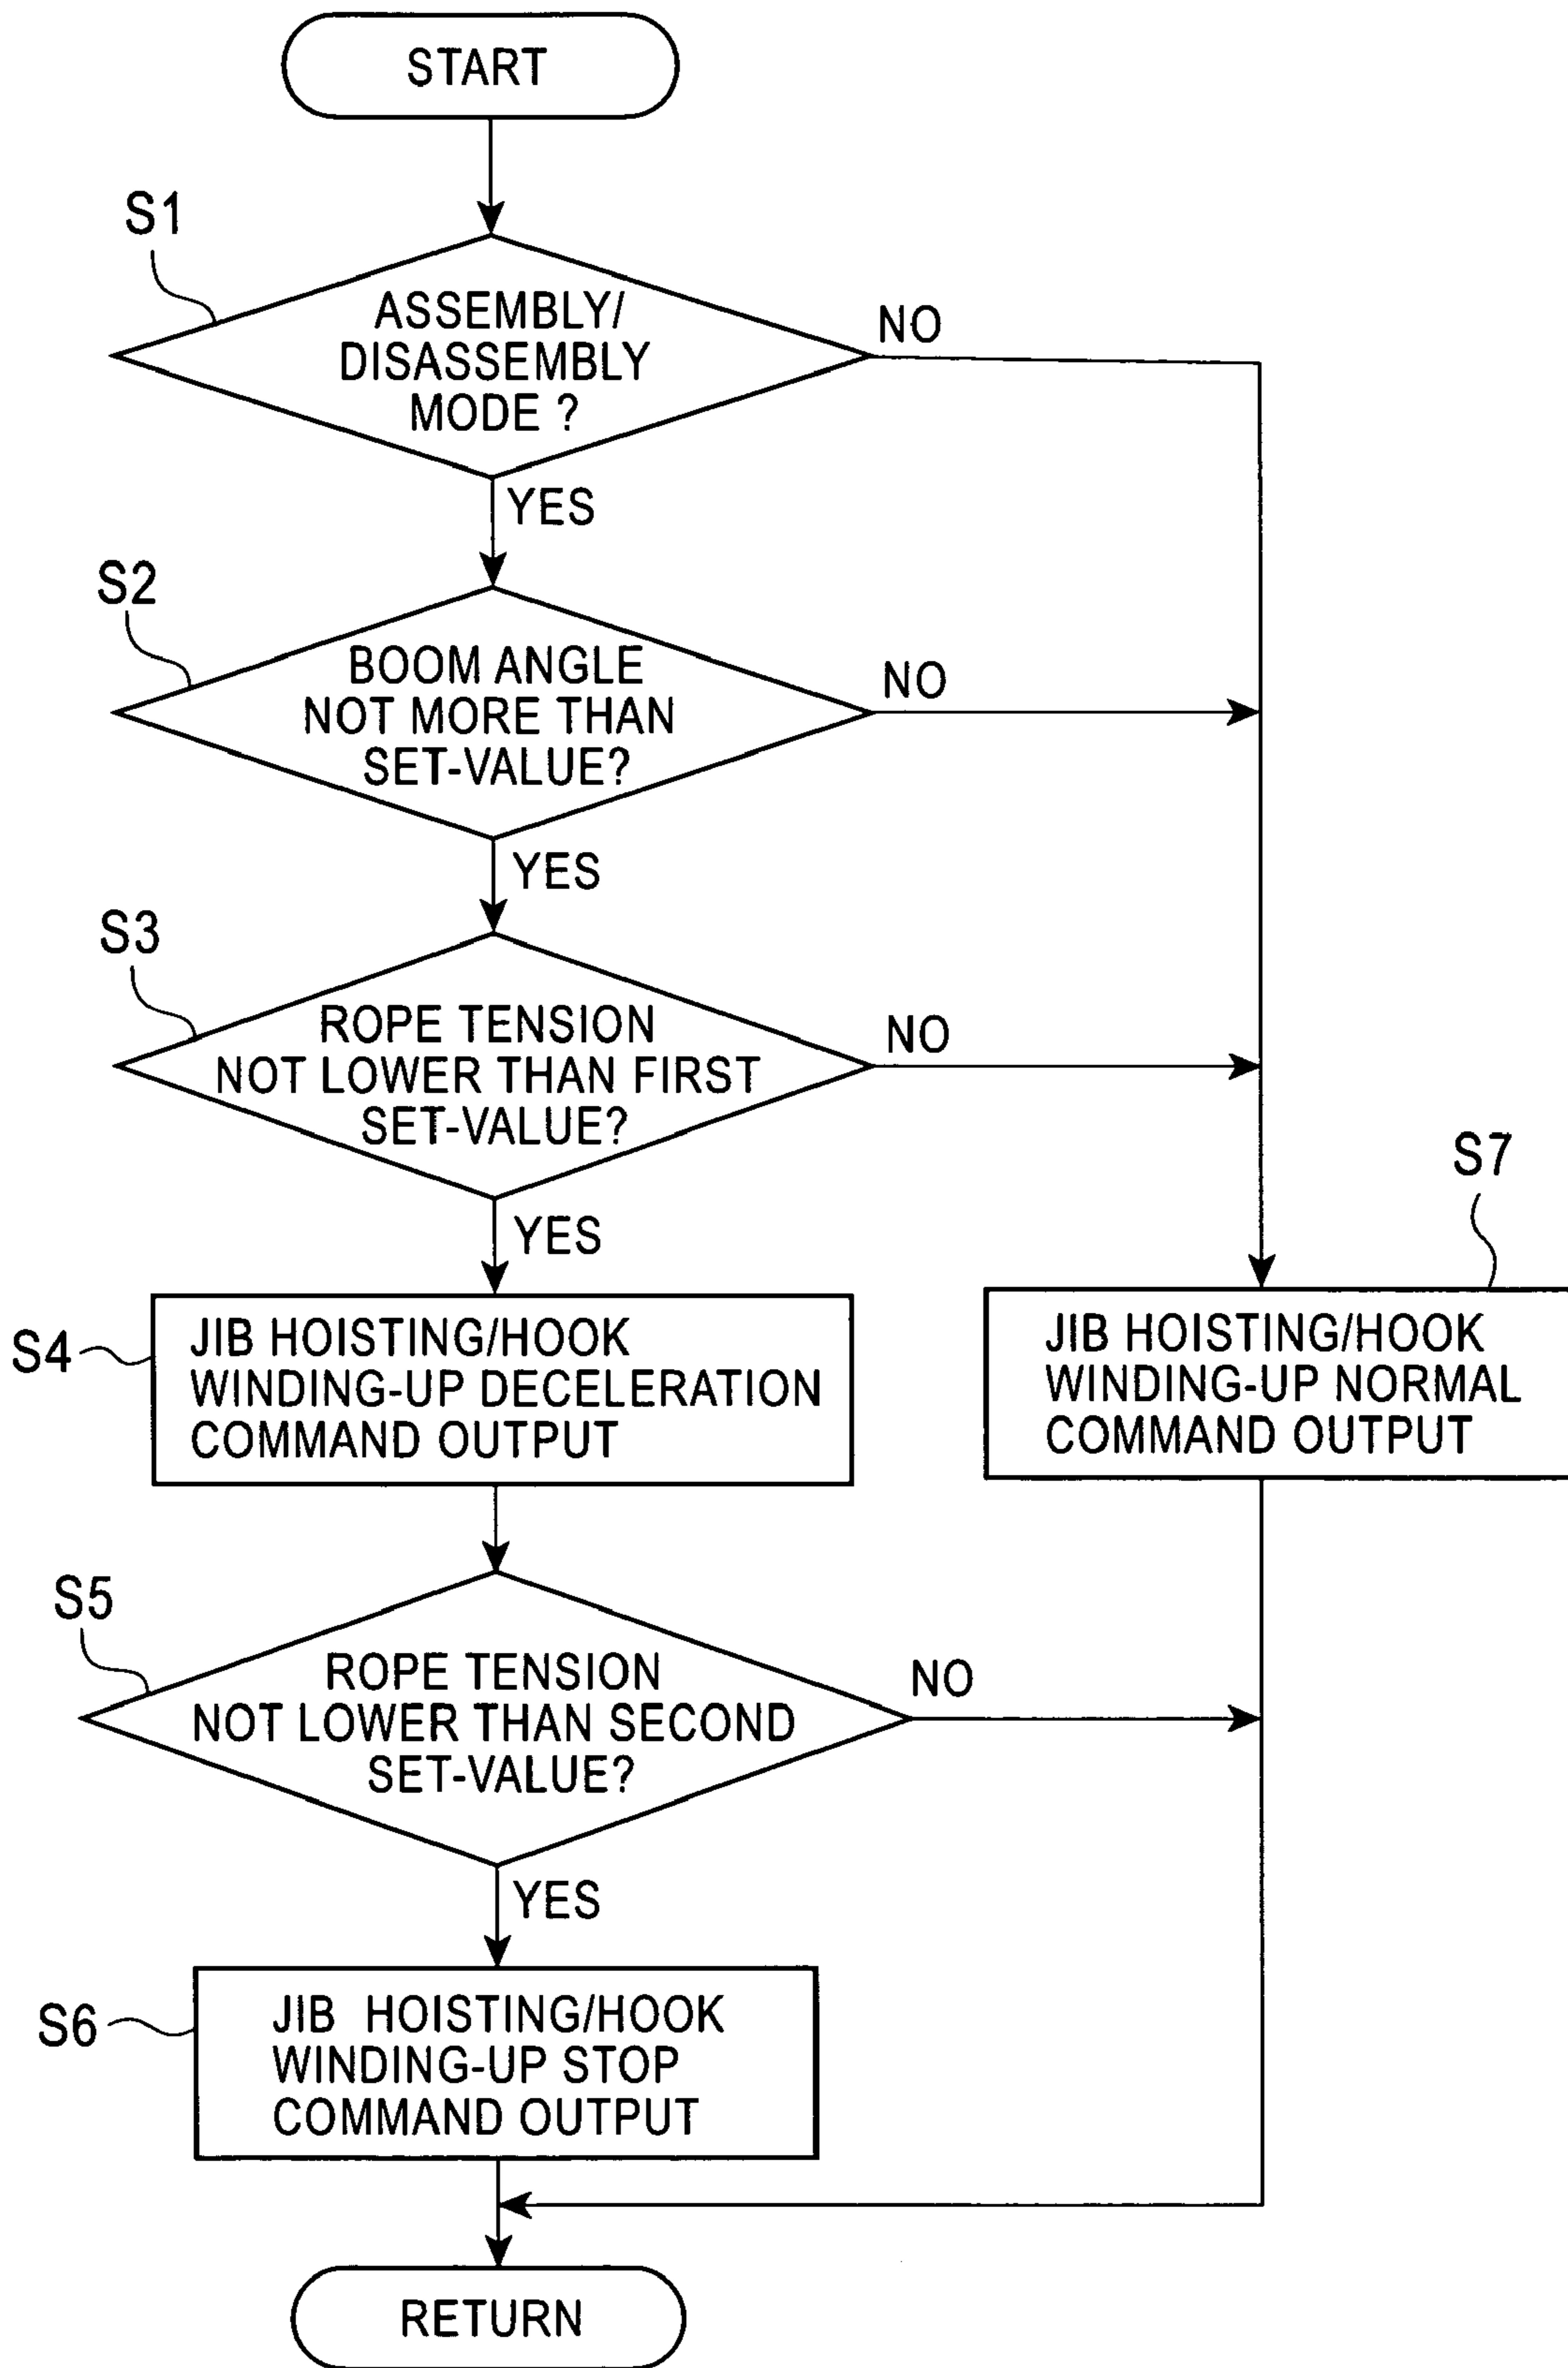 START
S1
ASSEMBLY/
DISASSEMBLY
MODE ?
NO
YES
S2
BOOM ANGLE
NOT MORE THAN
SET-VALUE?
NO
YES
S3
ROPE TENSION
NOT LOWER THAN FIRST
SET-VALUE?
NO
YES
S4
JIB HOISTING/HOOK
WINDING-UP DECELERATION
COMMAND OUTPUT
S7
JIB HOISTING/HOOK
WINDING-UP NORMAL
COMMAND OUTPUT
S5
ROPE TENSION
NOT LOWER THAN SECOND
SET-VALUE?
NO
YES
S6
JIB HOISTING/HOOK
WINDING-UP STOP
COMMAND OUTPUT
RETURN